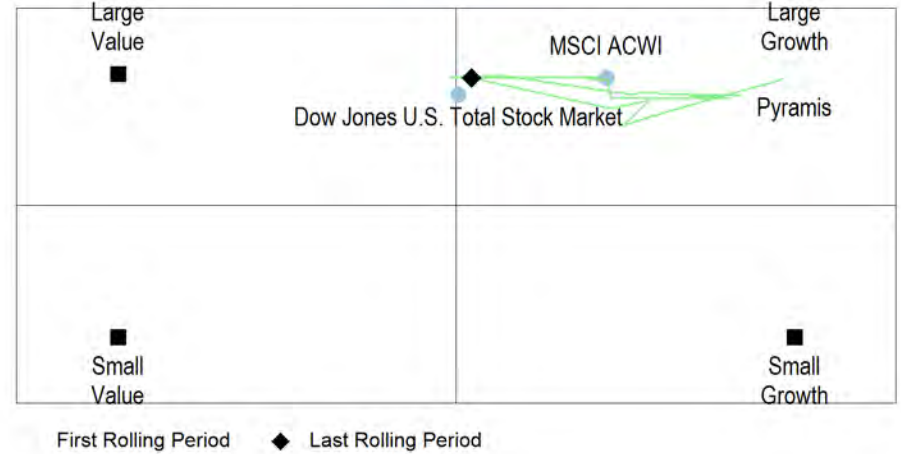 Large
Value
Large
Growth
MSCI ACWI
Pyramis
Dow Jones U.S. Total Stock Market
Small
Value
Small
Growth
First Rolling Period
Last Rolling Period